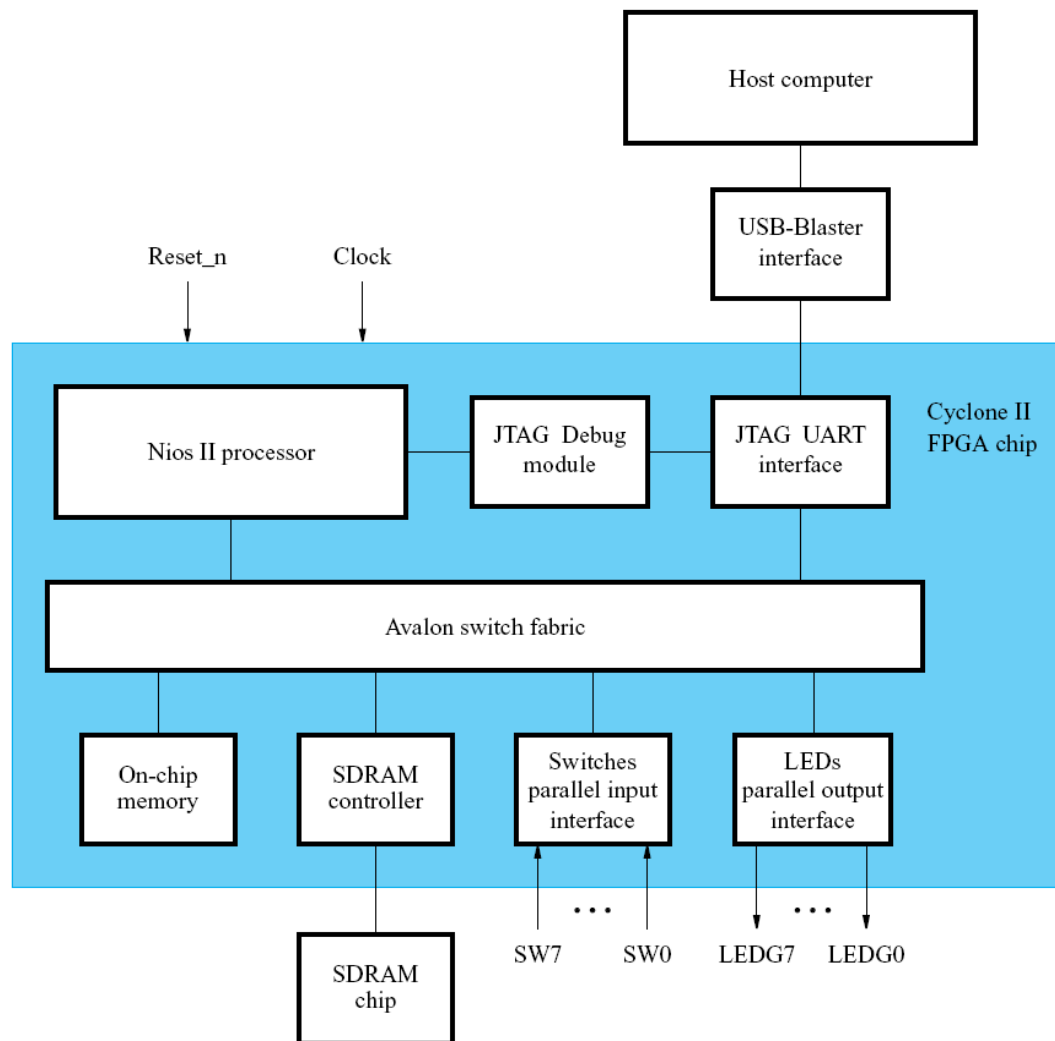 Host computer
USB-Blaster
interface
Reset_n
Clock
Cyclone II
FPGA chip
Nios II processor
JTAG Debug
module
JTAG UART
interface
Avalon switch fabric
On-chip
memory
SDRAM
controller
Switches
parallel input
interface
LEDs
parallel output
interface
SW7
...
SW0
LEDG7
...
LEDG0
SDRAM
chip